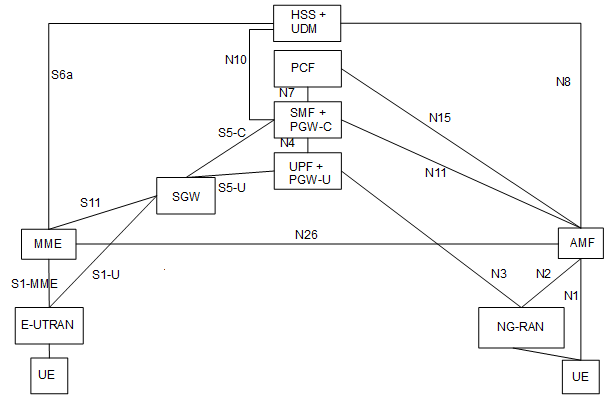 HSS +
UDM
N10
S6a
N8
PCF
N7
SMF +
PGW-C
N15
S5-C
N4
UPF +
PGW-U
N11
S5-U
SGW
S11
MME
N26
AMF
S1-MME
S1-U
N3
N2
N1
E-UTRAN
NG-RAN
UE
UE